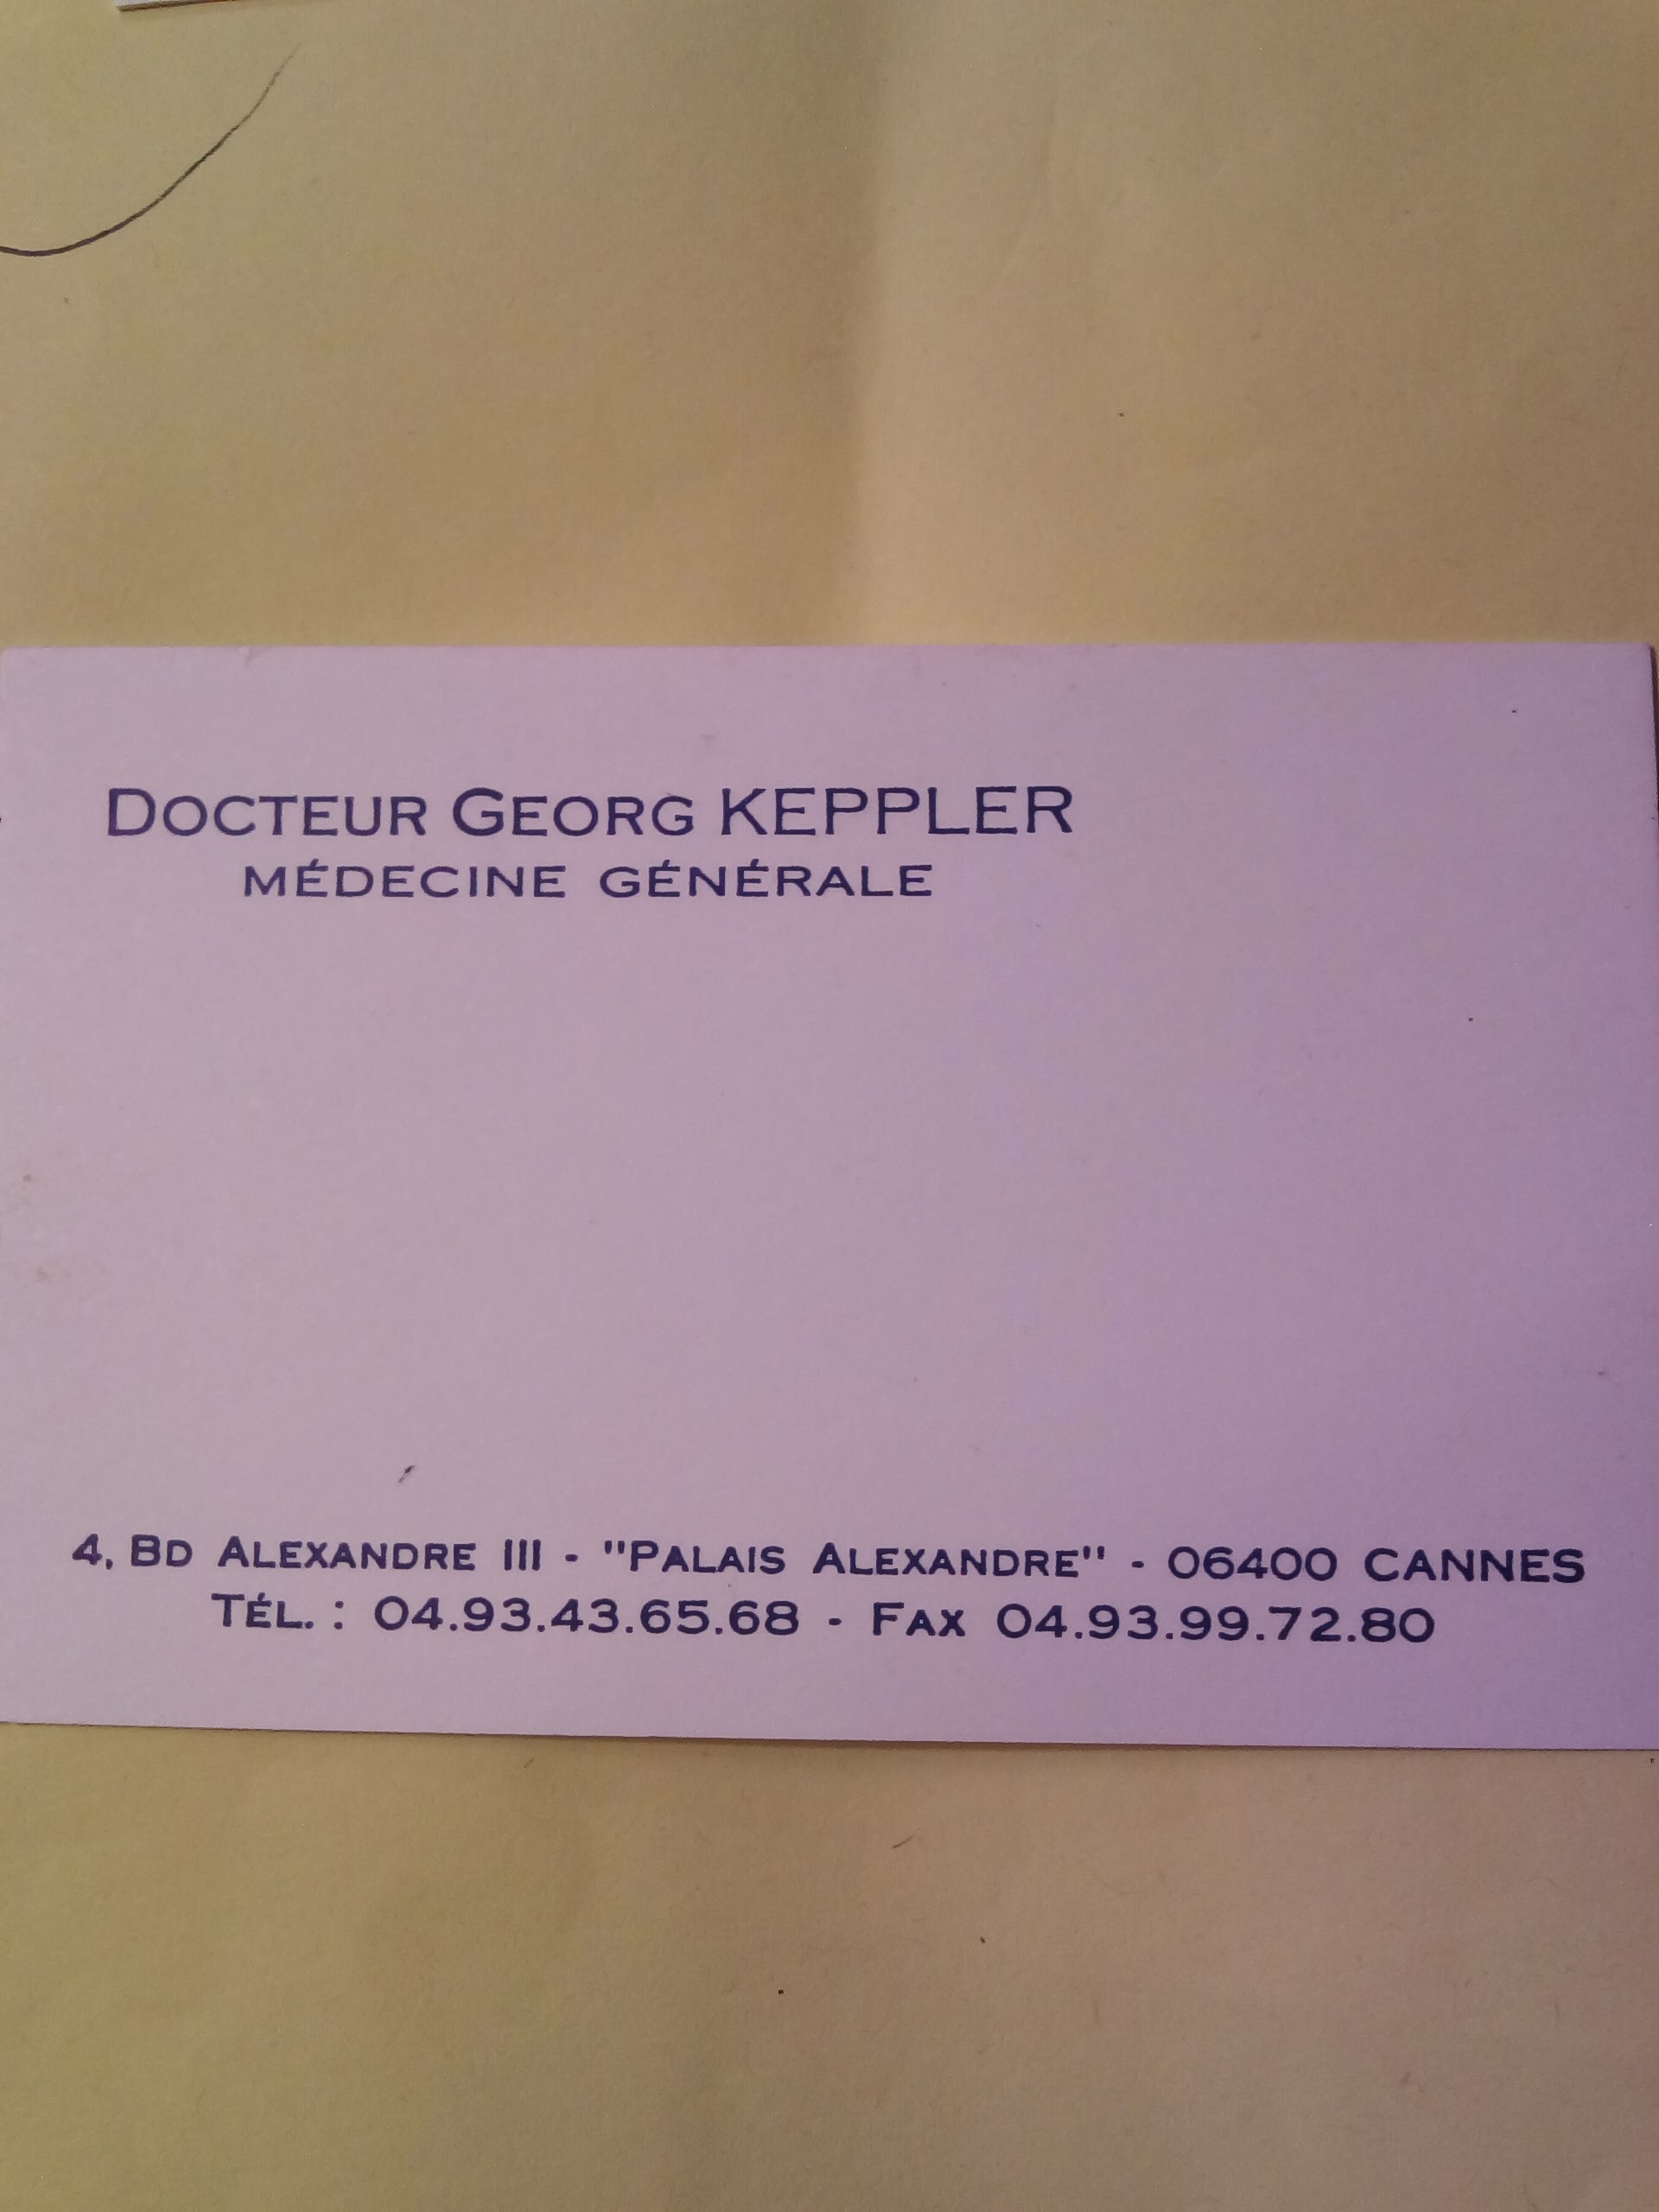 DOCTEUR GEORG KEPPLER
MÉDECINE GÉNÉRALE
4, BD ALEXANDRE III - "PALAIS ALEXANDRE" - 06400 CANNES
TÉL. : 04.93.43.65.68 - FAX 04.93.99.72.80